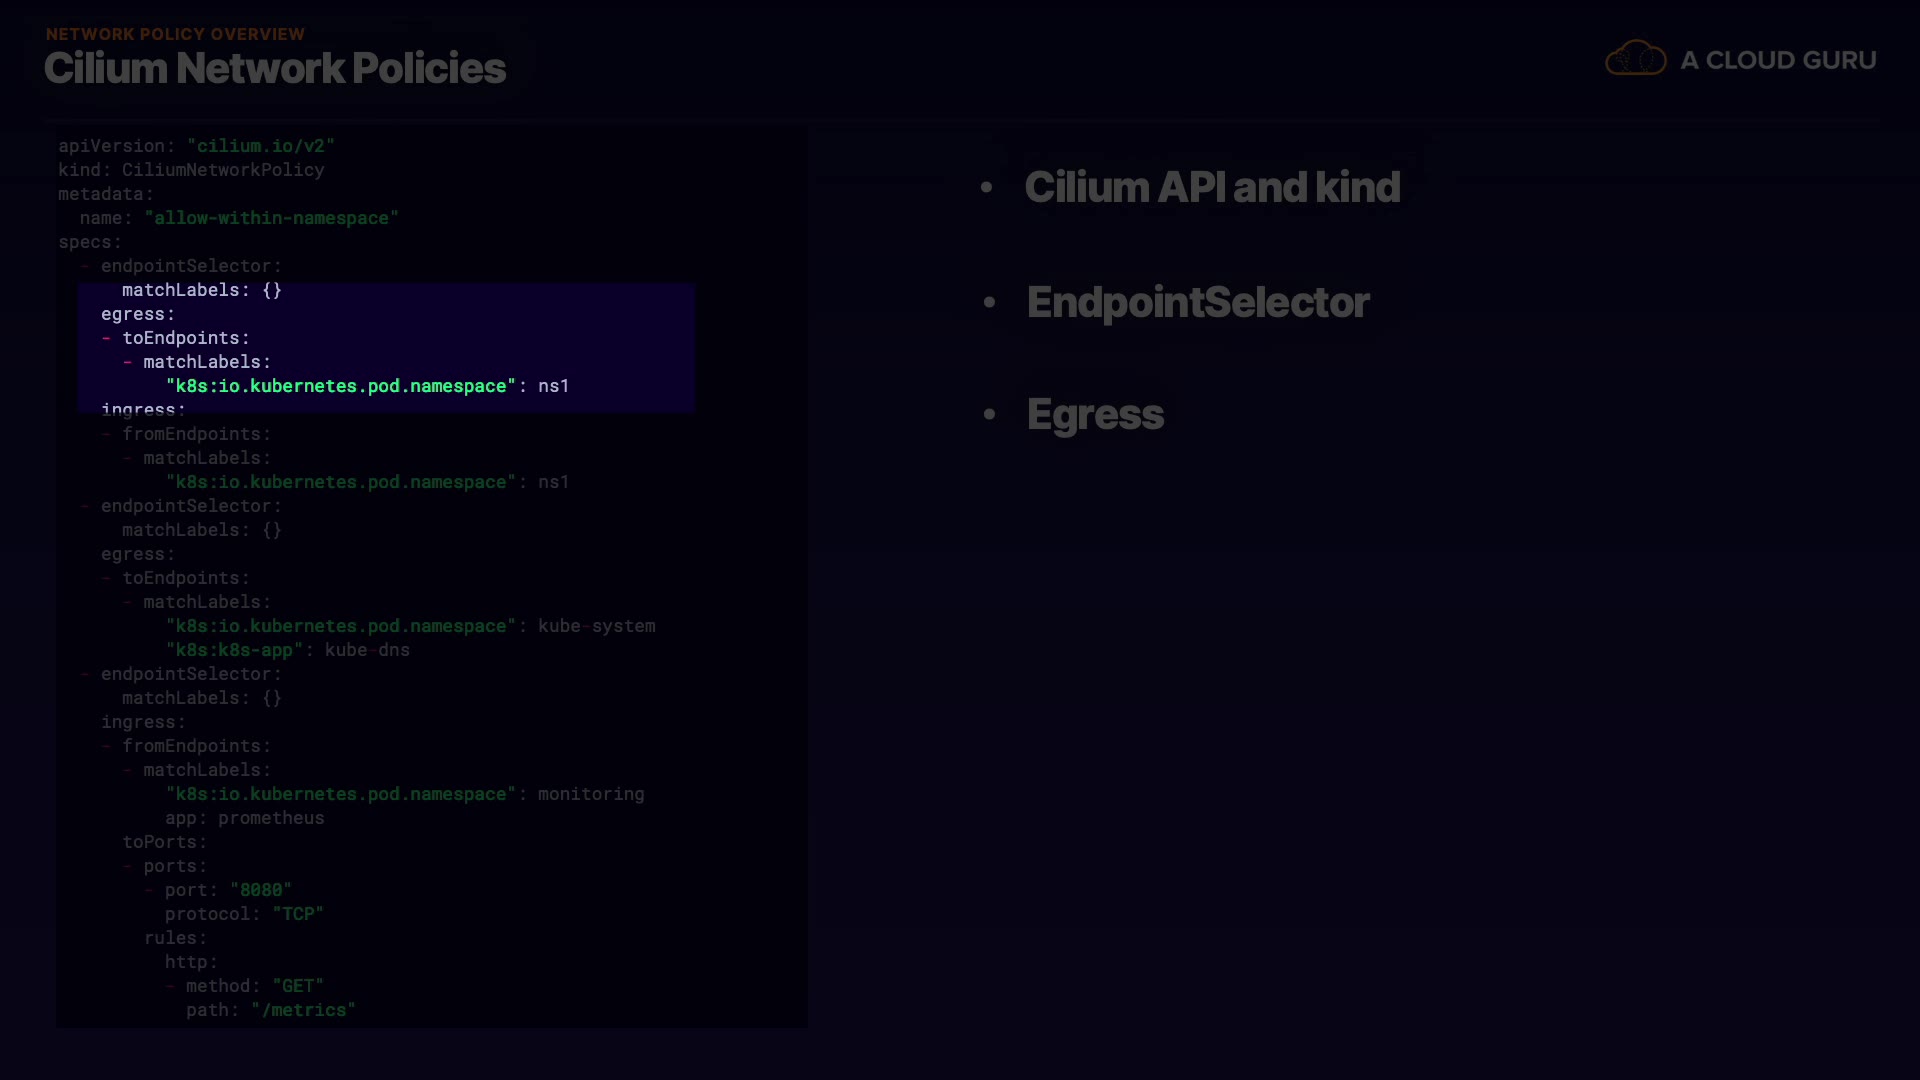 NETWORK POLICY OVERVIEW
Cilium Network Policies
A CLOUD GURU
apiVersion: "cilium.io/v2"
kind: CiliumNetworkPolicy
metadata:
  name: "allow-within-namespace"
specs:
  - endpointSelector:
      matchLabels: {}
    egress:
    - toEndpoints:
      - matchLabels:
          "k8s:io.kubernetes.pod.namespace": ns1
    ingress:
    - fromEndpoints:
      - matchLabels:
          "k8s:io.kubernetes.pod.namespace": ns1
  - endpointSelector:
      matchLabels: {}
    egress:
    - toEndpoints:
      - matchLabels:
          "k8s:io.kubernetes.pod.namespace": kube-system
          "k8s:k8s-app": kube-dns
  - endpointSelector:
      matchLabels: {}
    ingress:
    - fromEndpoints:
      - matchLabels:
          "k8s:io.kubernetes.pod.namespace": monitoring
          app: prometheus
      toPorts:
      - ports:
        - port: "8080"
          protocol: "TCP"
        rules:
          http:
          - method: "GET"
            path: "/metrics"
• Cilium API and kind
• EndpointSelector
• Egress